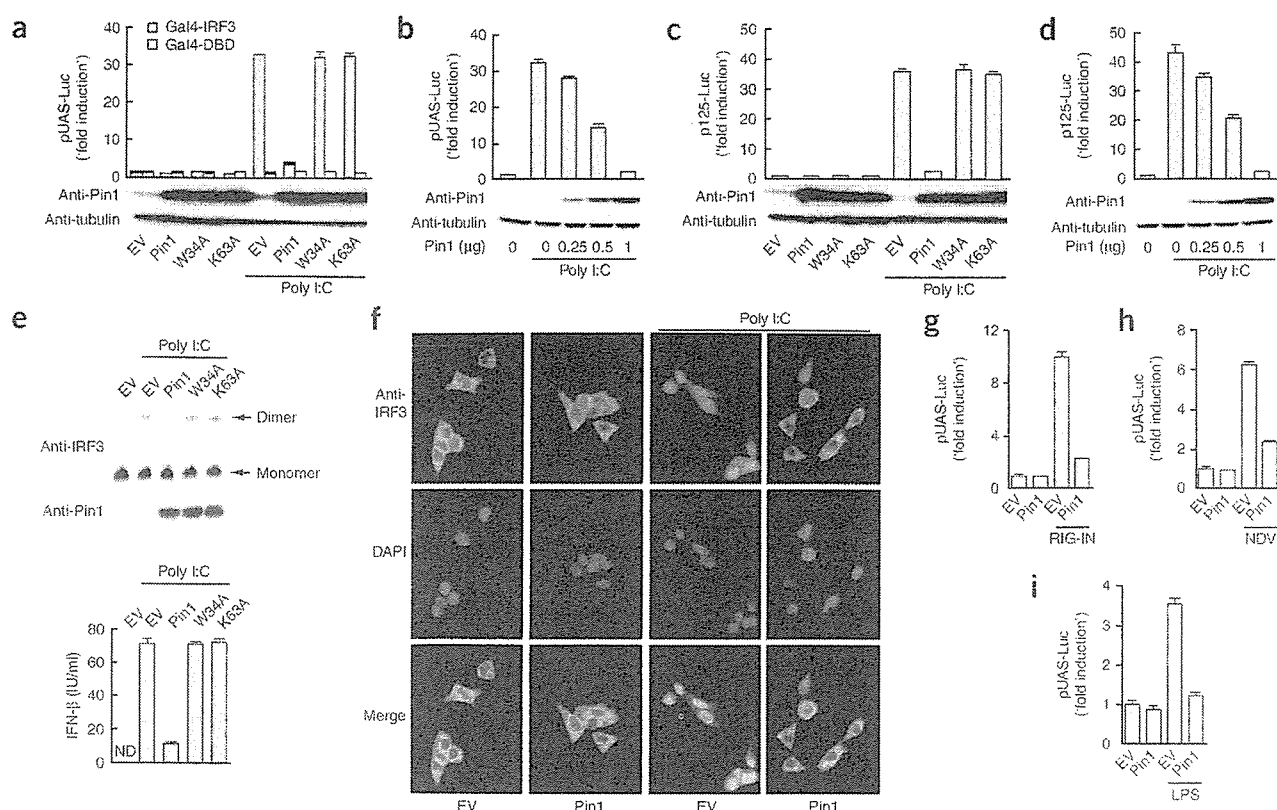 a
Gal4-IRF3
Gal4-DBD
pUAS-Luc
('fold induction')
40
30
20
10
0
Anti-Pin1
Anti-tubulin
EV
Pin1
W34A
K63A
EV
Pin1
W34A
K63A
Poly I:C
b
pUAS-Luc
('fold induction')
40
30
20
10
0
Anti-Pin1
Anti-tubulin
Pin1 (µg)
0
0
0.25
0.5
1
Poly I:C
c
p125-Luc
('fold induction')
50
40
30
20
10
0
Anti-Pin1
Anti-tubulin
EV
Pin1
W34A
K63A
EV
Pin1
W34A
K63A
Poly I:C
d
p125-Luc
('fold induction')
50
40
30
20
10
0
Anti-Pin1
Anti-tubulin
Pin1 (µg)
0
0
0.25
0.5
1
Poly I:C
e
Poly I:C
EV
EV
Pin1
W34A
K63A
Dimer
Anti-IRF3
Monomer
Anti-Pin1
Poly I:C
EV
EV
Pin1
W34A
K63A
IFN-β (IU/ml)
80
60
40
20
0
ND
f
Poly I:C
Anti-
IRF3
DAPI
Merge
EV
Pin1
EV
Pin1
g
pUAS-Luc
('fold induction')
12
8
4
0
EV
Pin1
EV
Pin1
RIG-IN
h
pUAS-Luc
('fold induction')
8
6
4
2
0
EV
Pin1
EV
Pin1
NDV
i
pUAS-Luc
('fold induction')
4
3
2
1
0
EV
Pin1
EV
Pin1
LPS